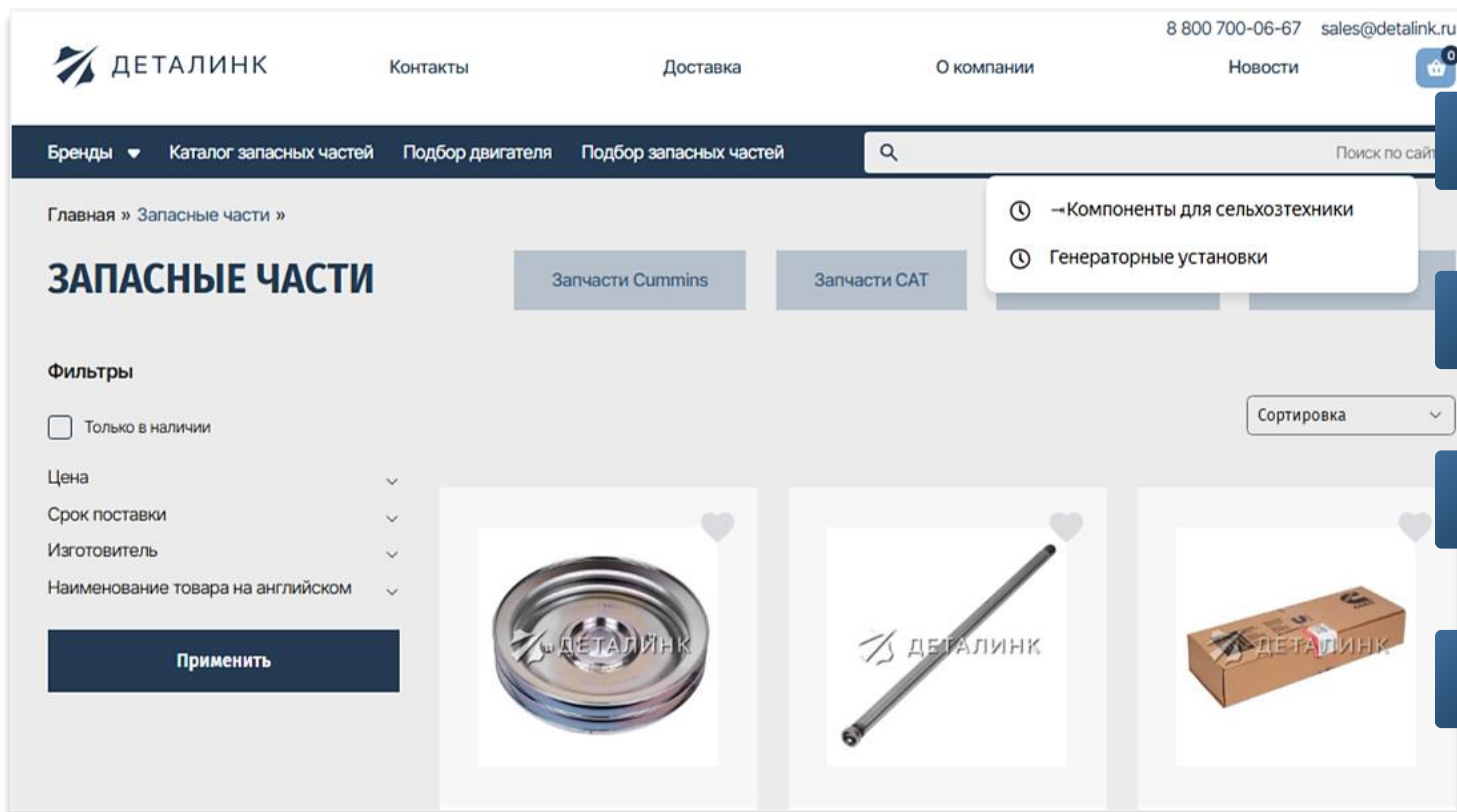 8 800 700-06-67 sales@detalink.ru
ДЕТАЛИНК
Контакты Доставка О компании Новости
0
Бренды Каталог запасных частей Подбор двигателя Подбор запасных частей
Поиск по сайт
Главная » Запасные части »
⊸Компоненты для сельхозтехники
Генераторные установки
ЗАПАСНЫЕ ЧАСТИ
Запчасти Cummins Запчасти CAT
Фильтры
Только в наличии
Сортировка
Цена
Срок поставки
Изготовитель
Наименование товара на английском
Применить
ДЕТАЛИНК
ДЕТАЛИНК
ДЕТАЛИНК